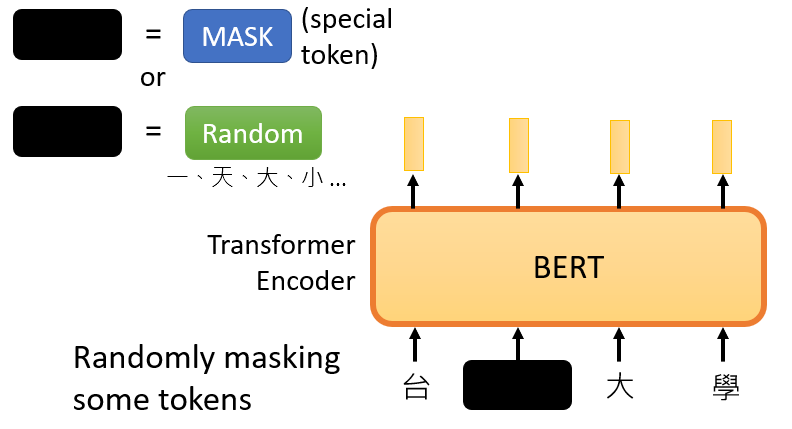 = MASK (special
token)
or
= Random
一、天、大、小 ...
Transformer
Encoder
BERT
Randomly masking
some tokens
台 大 學